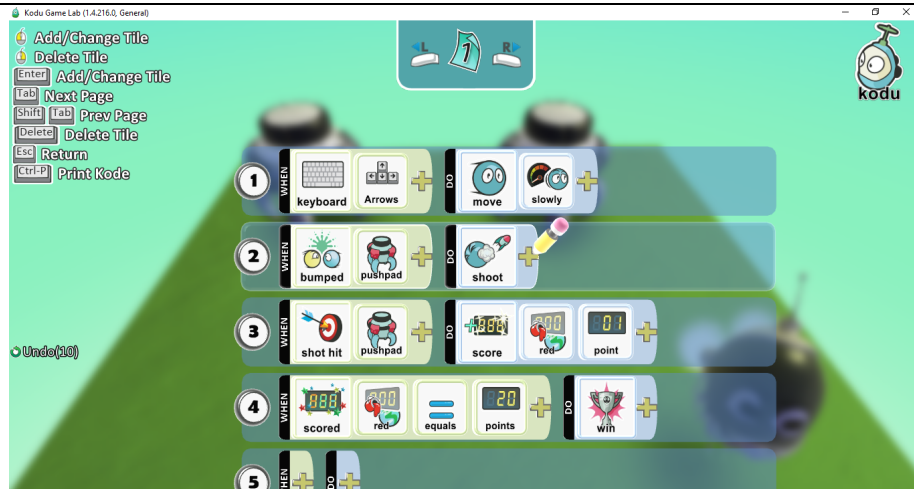 Kodu Game Lab (1.4.216.0, General)
Add/Change Tile
Delete Tile
Enter Add/Change Tile
Tab Next Page
Shift Tab Prev Page
Delete Delete Tile
Esc Return
Ctrl-P Print Kode
L 1 R
kodu
1 WHEN keyboard Arrows DO move slowly
2 WHEN bumped pushpad DO shoot
3 WHEN shot hit pushpad DO score red 01 point
Undo(10)
4 WHEN scored red equals 20 points DO win
5 WHEN DO